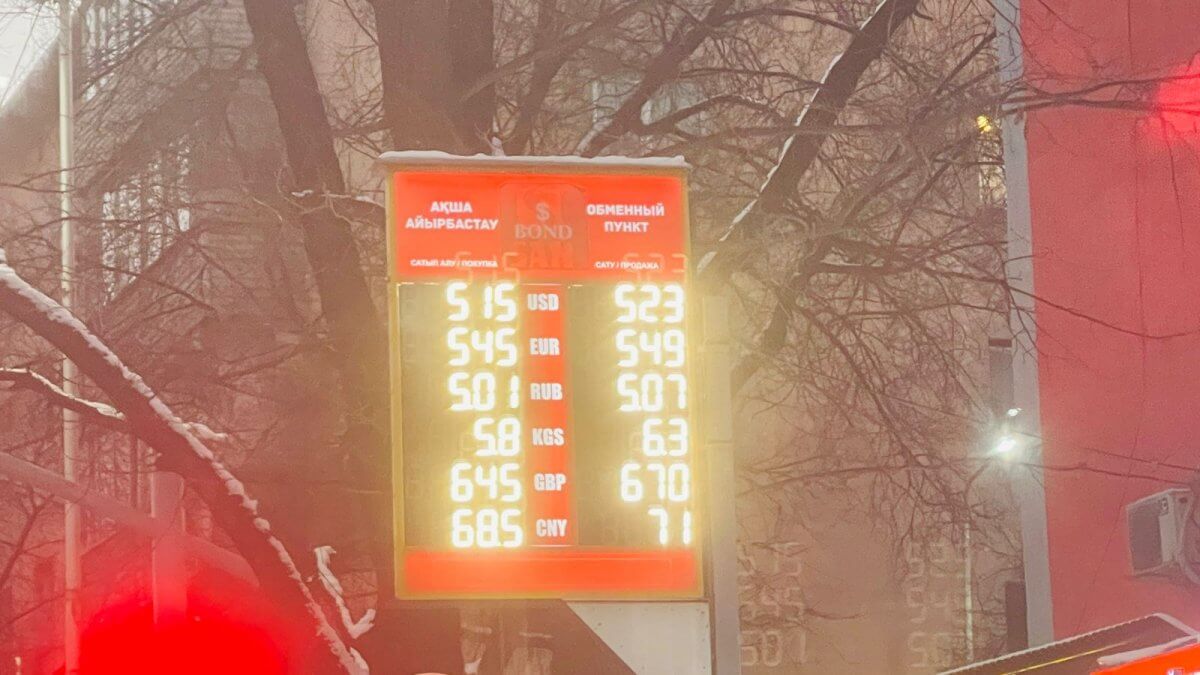 АҚША
АЙЫРБАСТАУ
$
BOND
ОБМЕННЫЙ
ПУНКТ
САТЫП АЛУ / ПОКУПКА
САТУ / ПРОДАЖА
515 USD 523
545 EUR 549
5.01 RUB 5.07
5.8 KGS 6.3
645 GBP 670
68.5 CNY 71